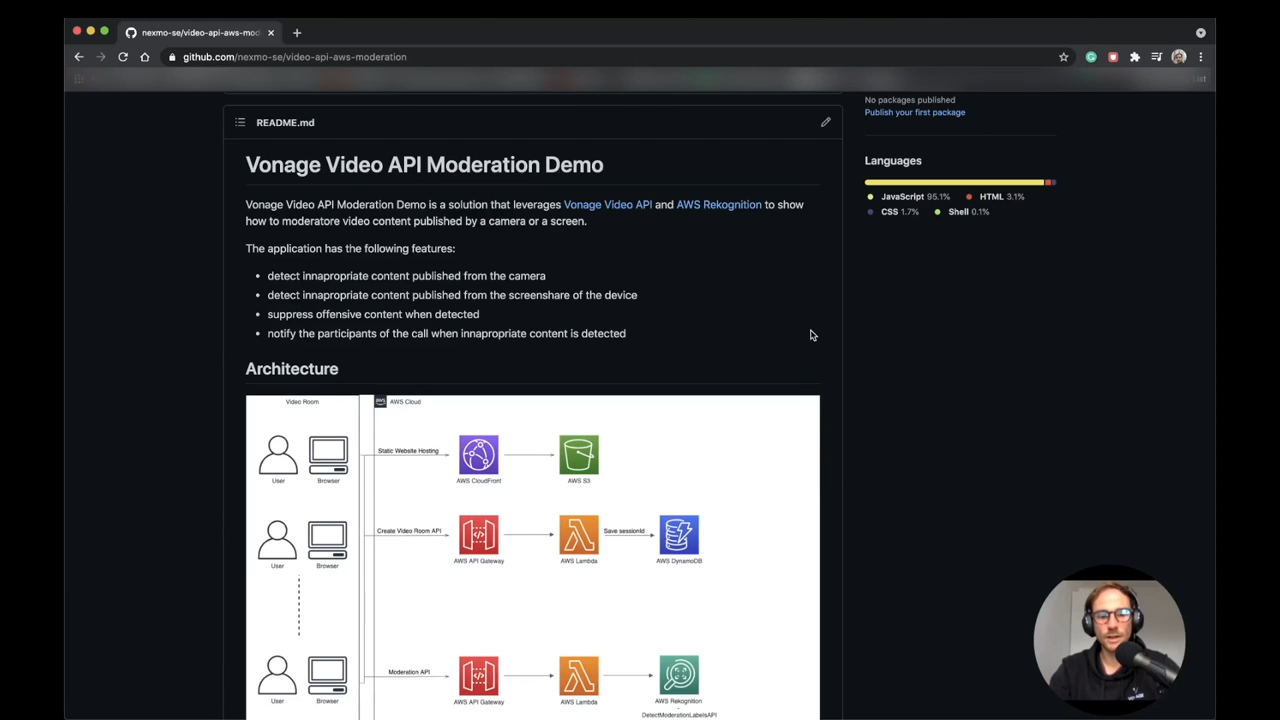 nexmo-se/video-api-aws-mod
github.com/nexmo-se/video-api-aws-moderation
List
No packages published
Publish your first package
README.md
Languages
JavaScript 95.1%
HTML 3.1%
CSS 1.7%
Shell 0.1%
Vonage Video API Moderation Demo
Vonage Video API Moderation Demo is a solution that leverages Vonage Video API and AWS Rekognition to show
how to moderatore video content published by a camera or a screen.
The application has the following features:
detect innapropriate content published from the camera
detect innapropriate content published from the screenshare of the device
suppress offensive content when detected
notify the participants of the call when innapropriate content is detected
Architecture
Video Room
aws
AWS Cloud
Static Website Hosting
User
Browser
AWS CloudFront
AWS S3
Create Video Room API
Save sessionId
User
Browser
AWS API Gateway
AWS Lambda
AWS DynamoDB
Moderation API
User
Browser
AWS API Gateway
AWS Lambda
AWS Rekognition
-
DetectModerationLabelsAPI